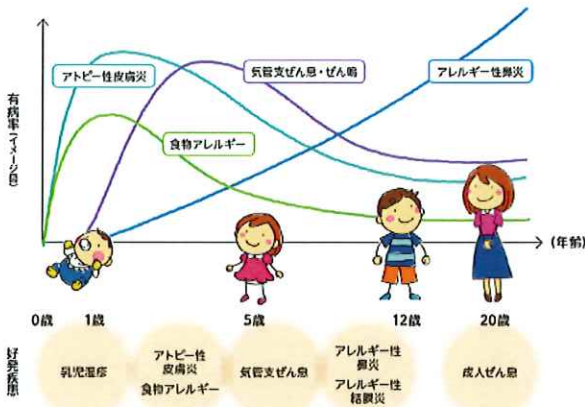 アトピー性皮膚炎
気管支ぜん息・ぜん鳴
アレルギー性鼻炎
食物アレルギー
有病率(イメージ図)
(年齢)
0歳
1歳
5歳
12歳
20歳
好発疾患
乳児湿疹
アトピー性
皮膚炎
食物アレルギー
気管支ぜん息
アレルギー性
鼻炎
アレルギー性
結膜炎
成人ぜん息